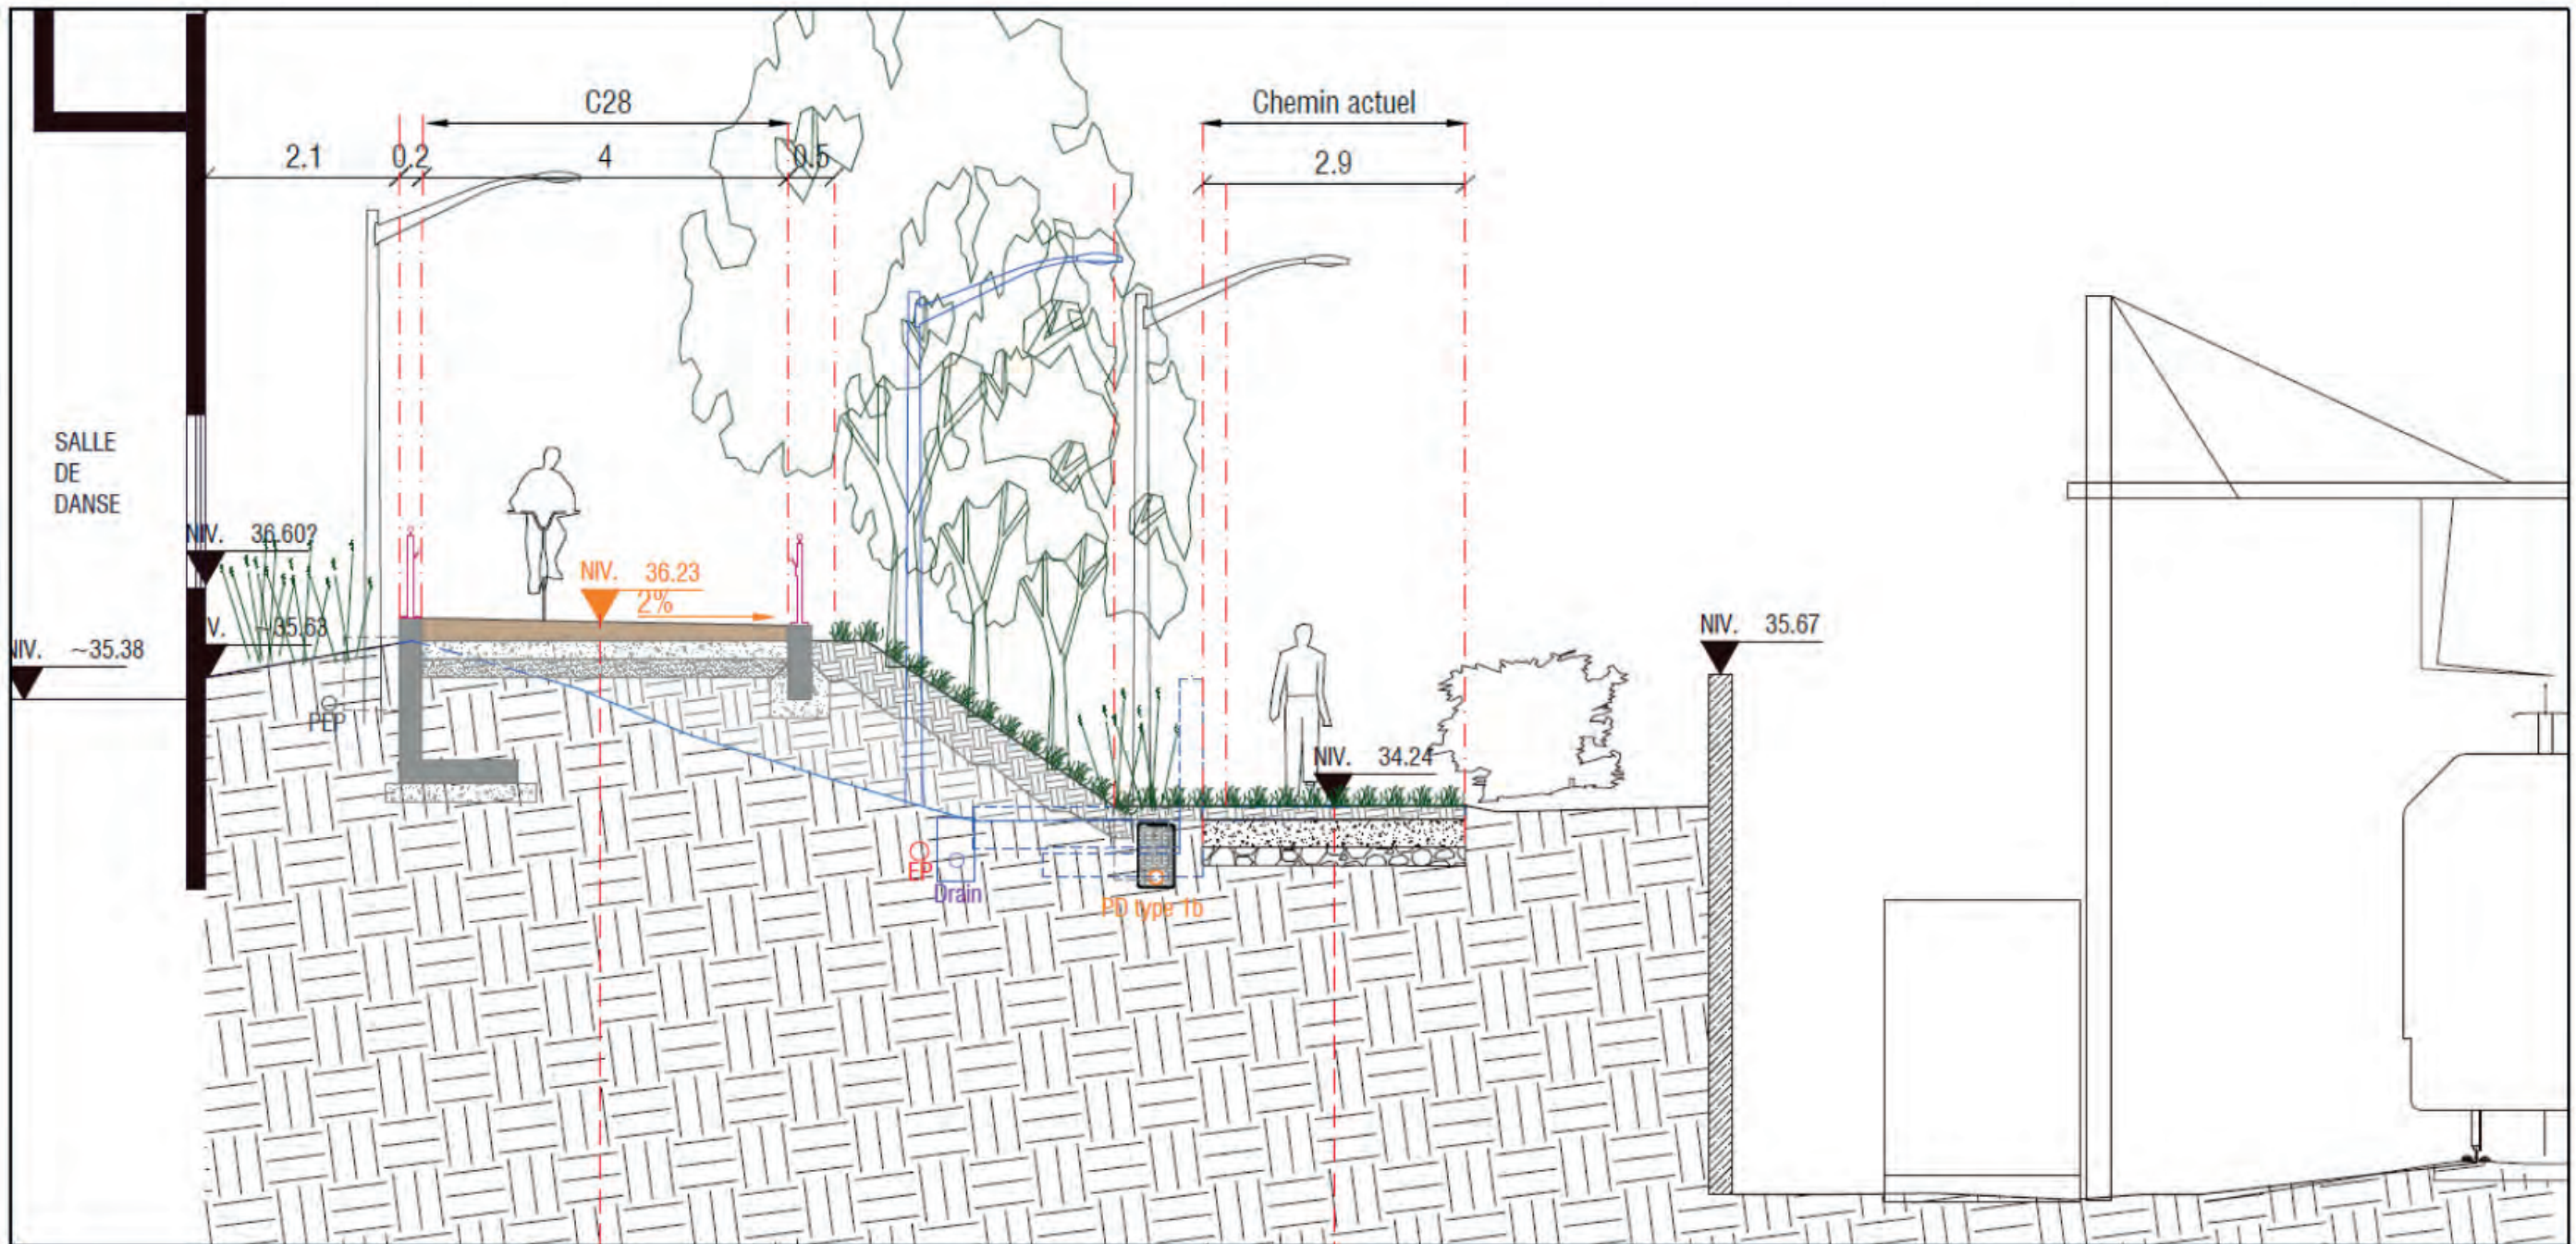 C28
Chemin actuel
2.1
0.2
4
0.5
2.9
SALLE
DE
DANSE
NIV. 36.60?
NIV. 36.23
2%
V. ~35.63
NIV. ~35.38
NIV. 35.67
PEP
NIV. 34.24
EP
Drain
PD type 1b